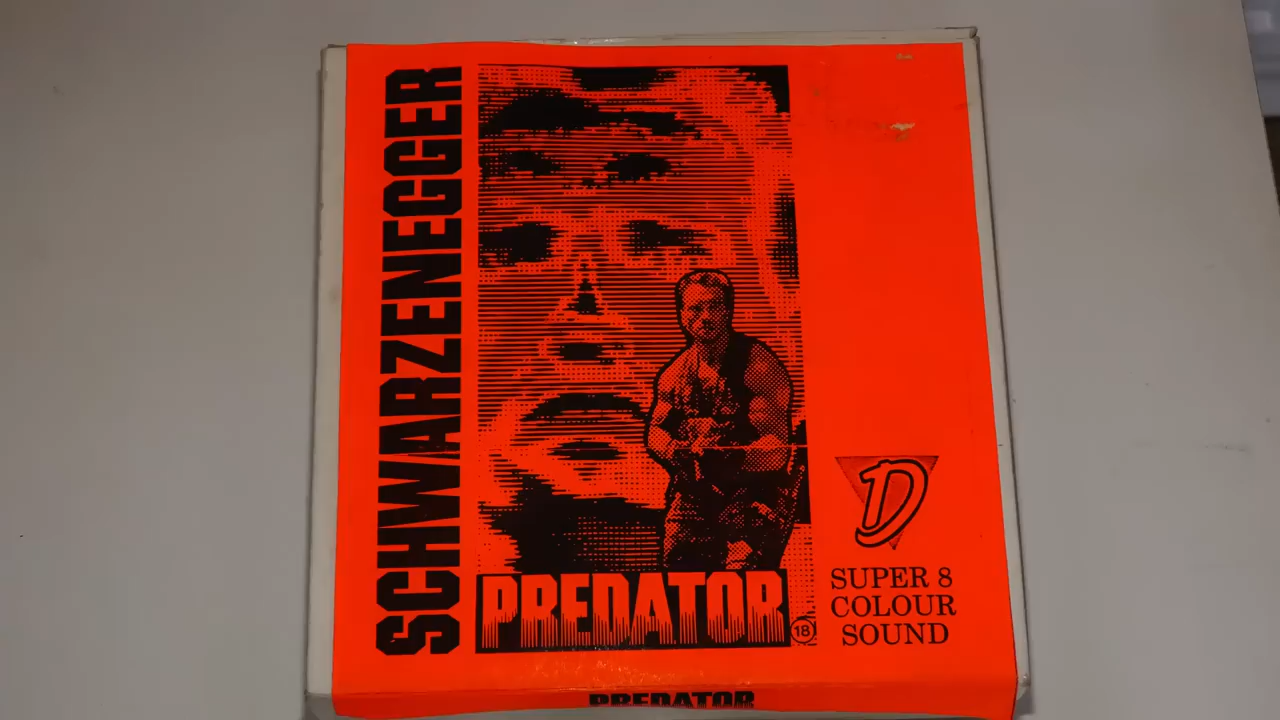 SCHWARZENEGGER
PREDATOR
18
D
SUPER 8
COLOUR
SOUND
PREDATOR